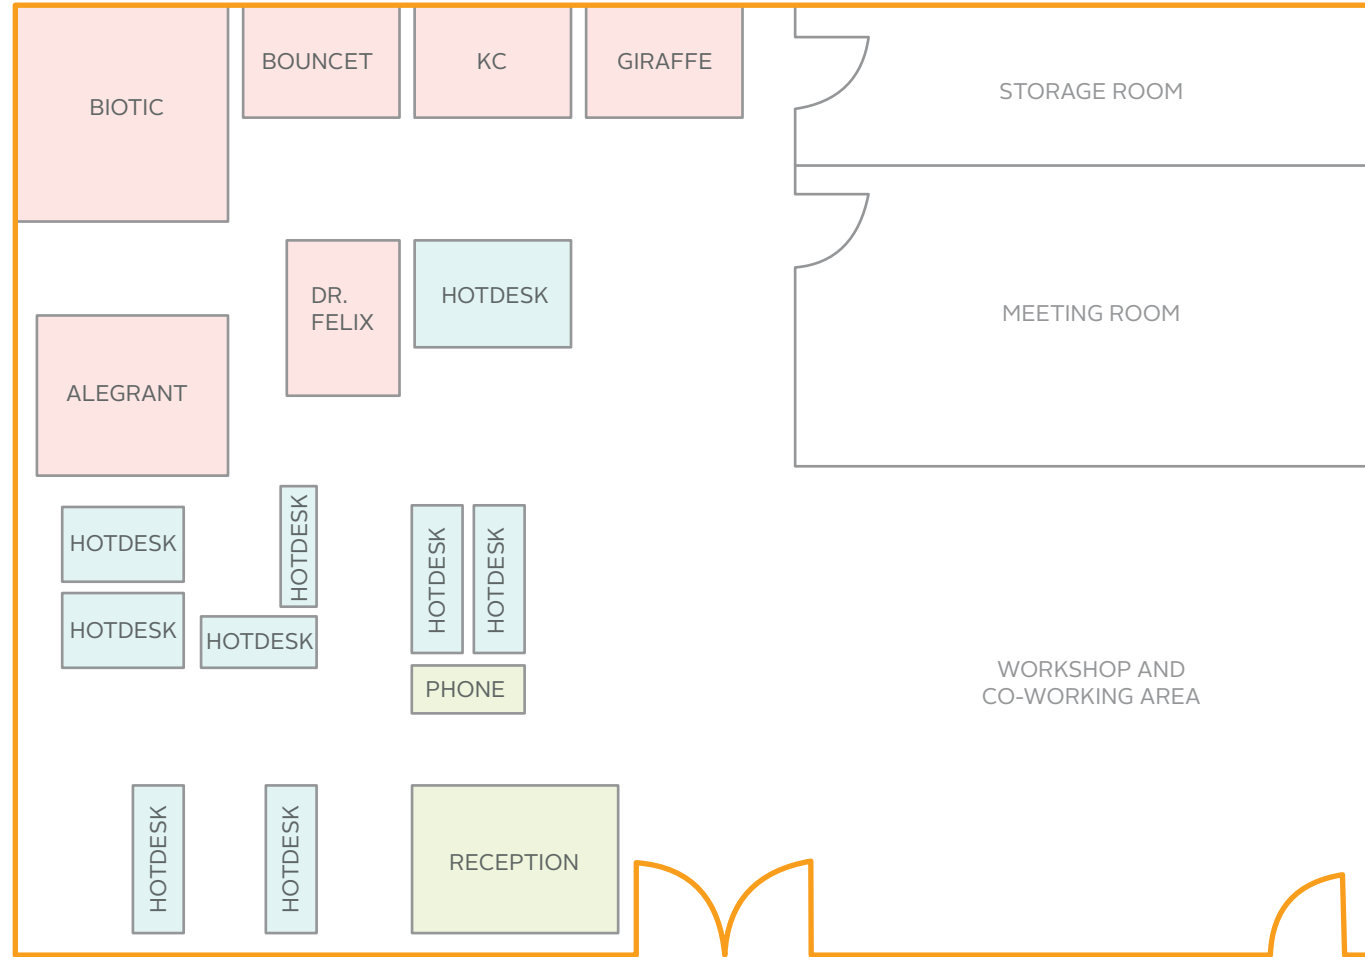 BIOTIC
BOUNCET
KC
GIRAFFE
STORAGE ROOM
DR.
FELIX
HOTDESK
MEETING ROOM
ALEGRANT
HOTDESK
HOTDESK
HOTDESK
HOTDESK
HOTDESK
HOTDESK
PHONE
WORKSHOP AND
CO-WORKING AREA
HOTDESK
HOTDESK
RECEPTION